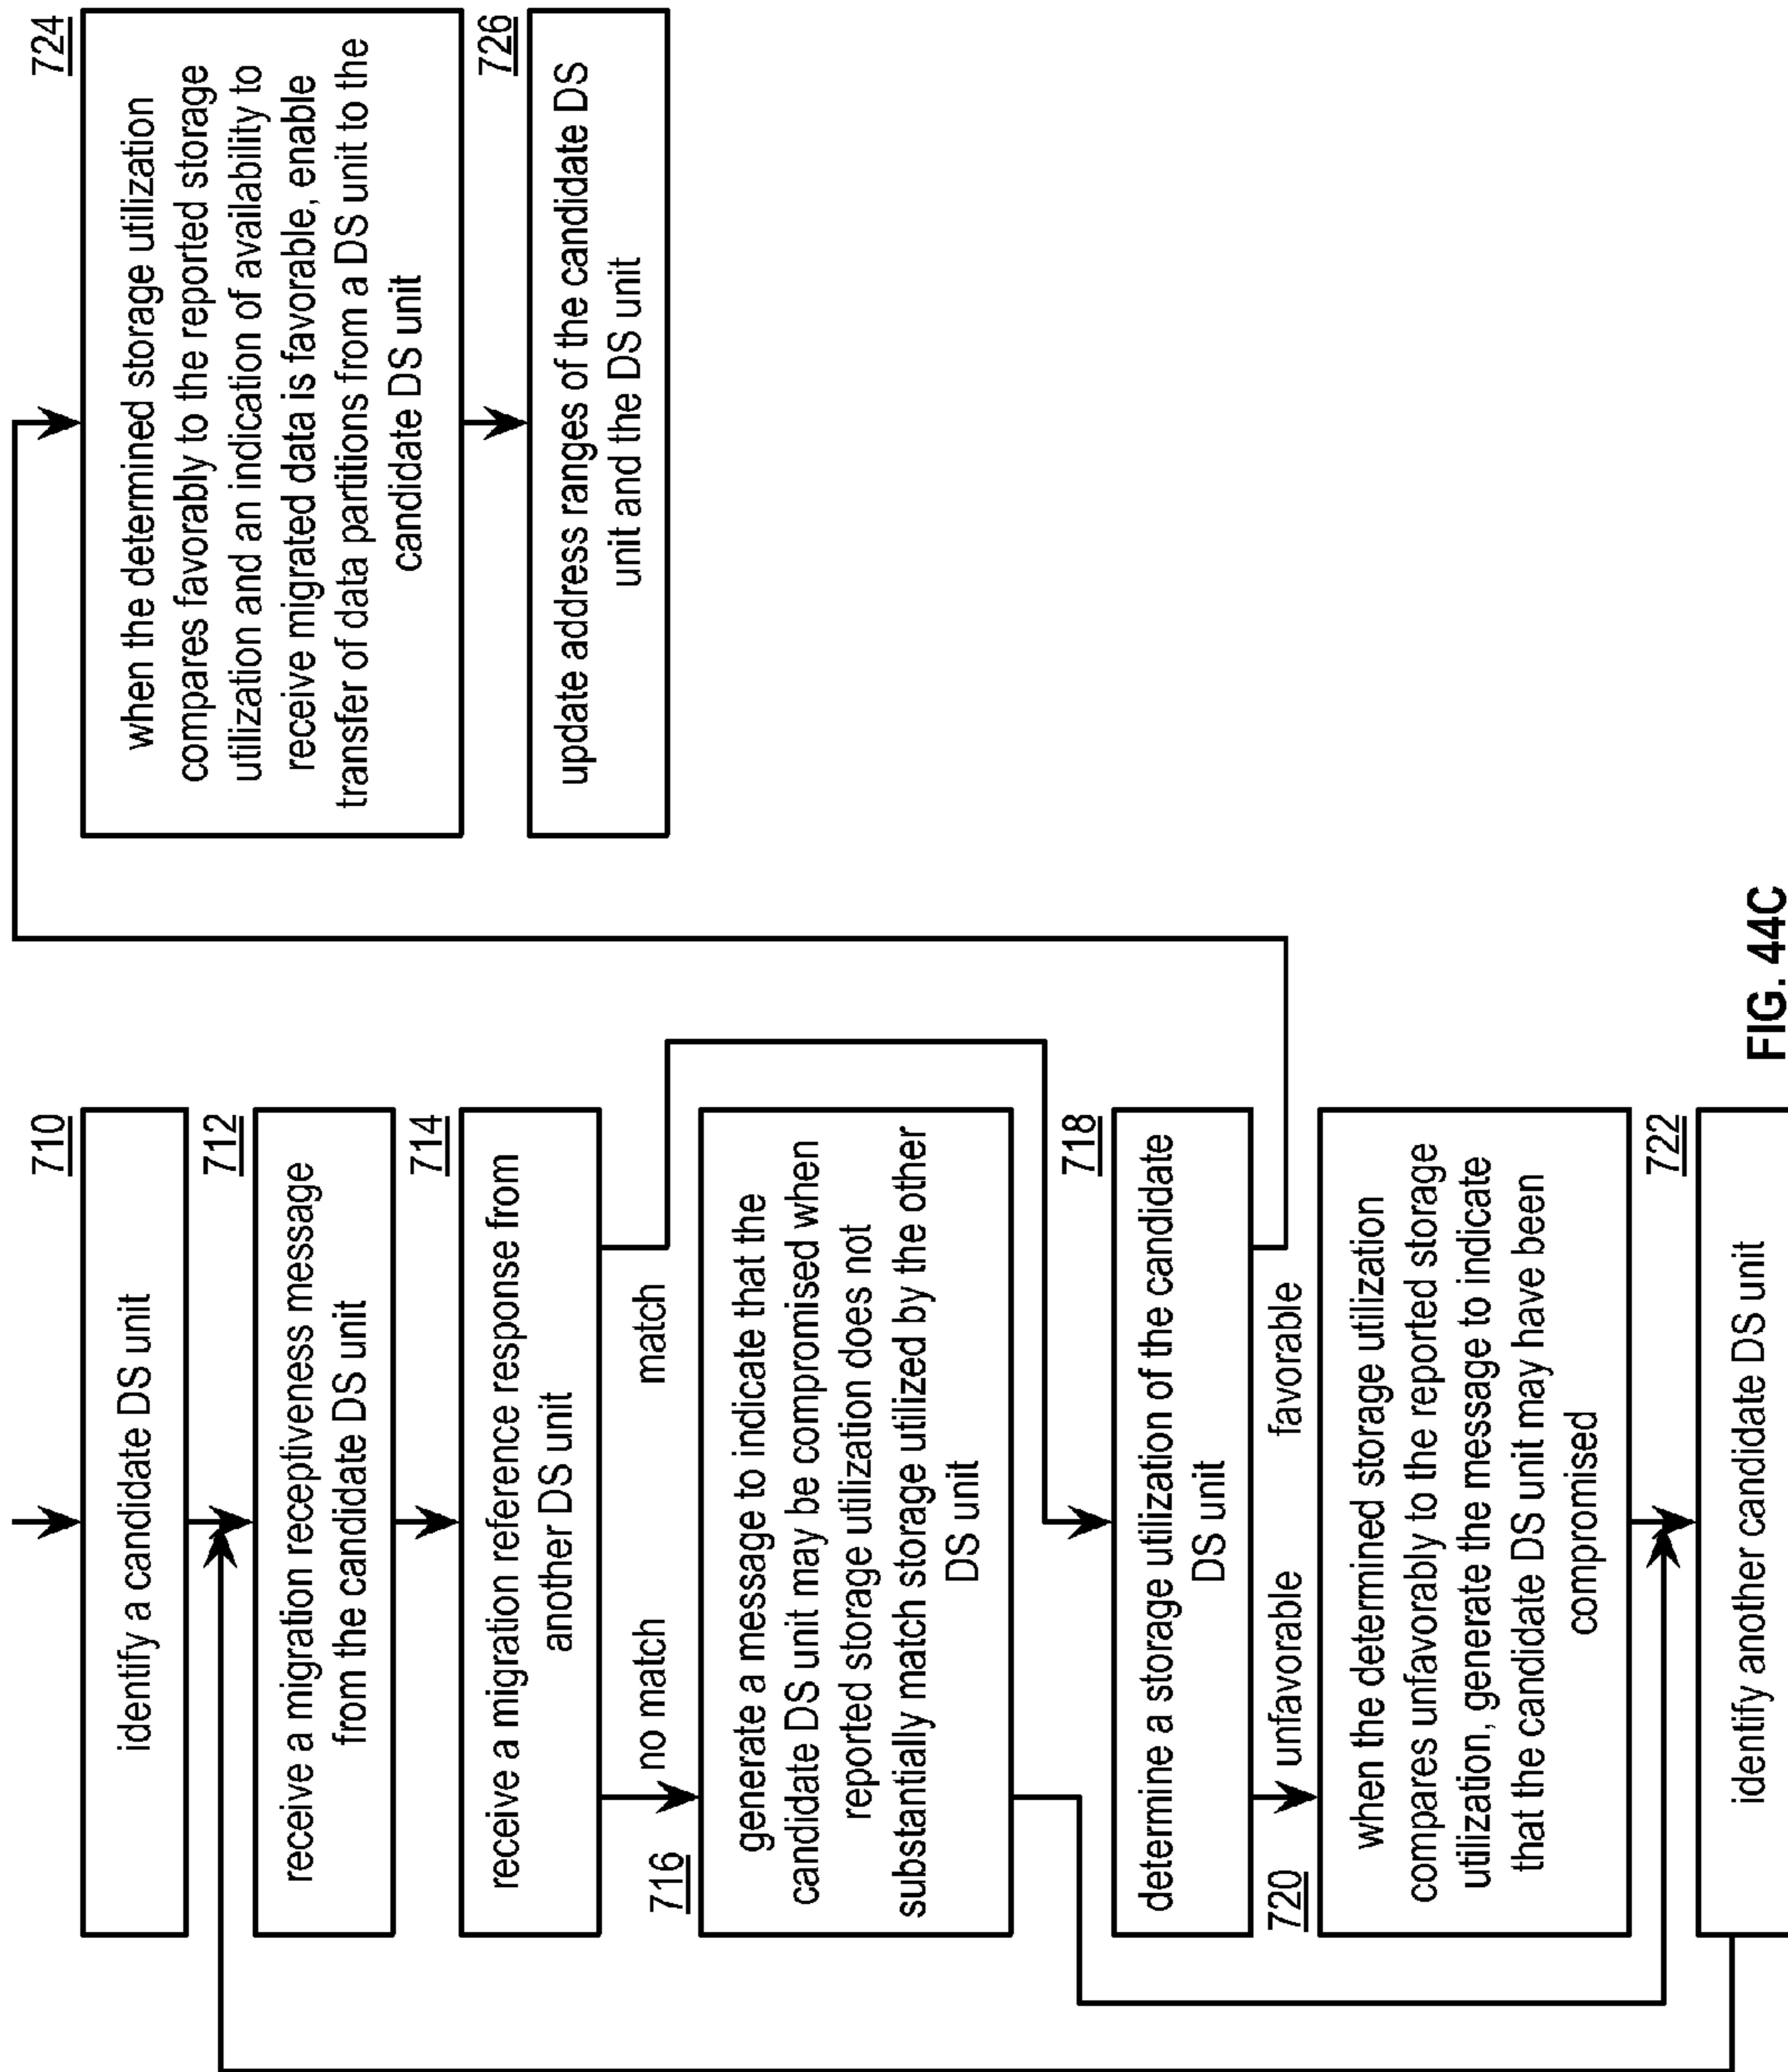 710
identify a candidate DS unit
712
receive a migration receptiveness message
from the candidate DS unit
714
receive a migration reference response from
another DS unit
no match
match
716
generate a message to indicate that the
candidate DS unit may be compromised when
reported storage utilization does not
substantially match storage utilized by the other
DS unit
718
determine a storage utilization of the candidate
DS unit
720
unfavorable
favorable
when the determined storage utilization
compares unfavorably to the reported storage
utilization, generate the message to indicate
that the candidate DS unit may have been
compromised
722
identify another candidate DS unit
724
when the determined storage utilization
compares favorably to the reported storage
utilization and an indication of availability to
receive migrated data is favorable, enable
transfer of data partitions from a DS unit to the
candidate DS unit
726
update address ranges of the candidate DS
unit and the DS unit
FIG. 44C